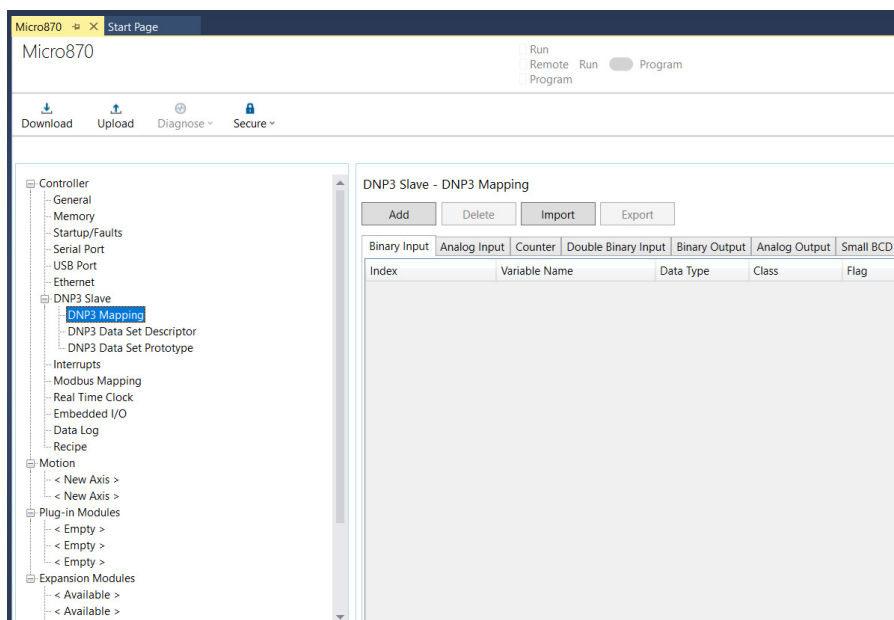 Micro870
Start Page
Micro870
Run
Remote Run Program
Program
Download Upload Diagnose Secure
Controller
General
Memory
Startup/Faults
Serial Port
USB Port
Ethernet
DNP3 Slave
DNP3 Mapping
DNP3 Data Set Descriptor
DNP3 Data Set Prototype
Interrupts
Modbus Mapping
Real Time Clock
Embedded I/O
Data Log
Recipe
Motion
< New Axis >
< New Axis >
Plug-in Modules
< Empty >
< Empty >
< Empty >
Expansion Modules
< Available >
< Available >
DNP3 Slave - DNP3 Mapping
Add Delete Import Export
Binary Input Analog Input Counter Double Binary Input Binary Output Analog Output Small BCD
Index Variable Name Data Type Class Flag